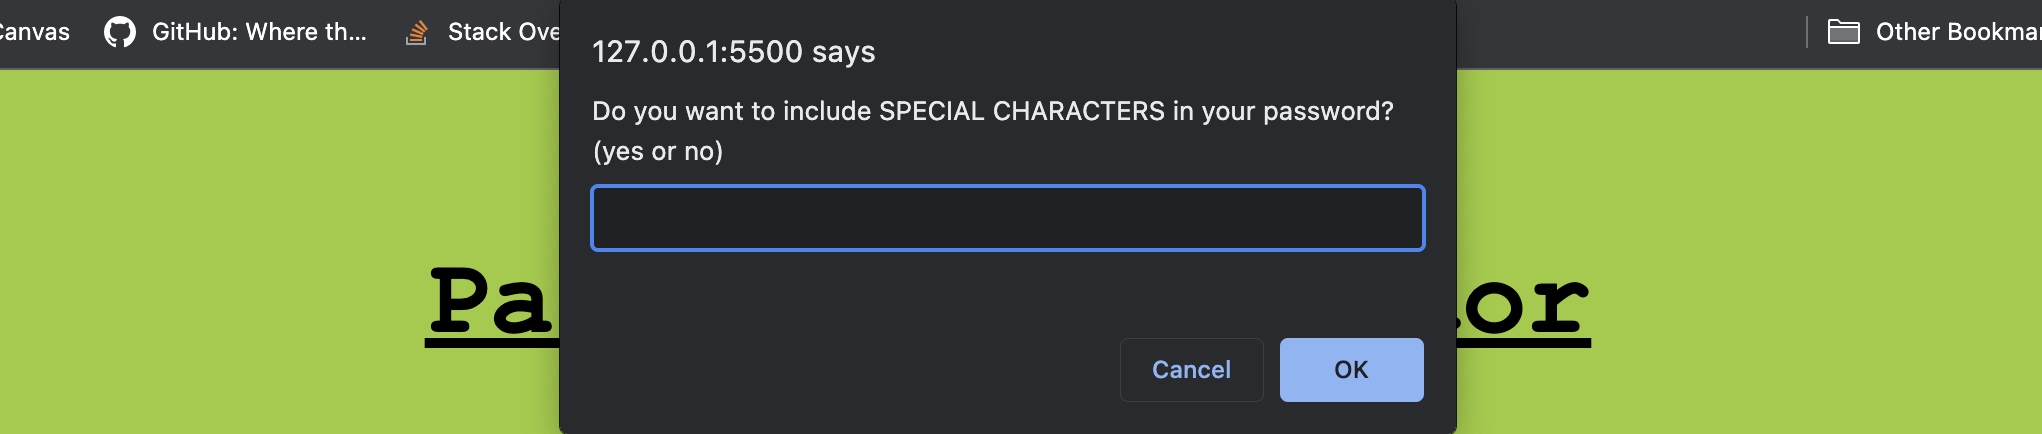 anvas GitHub: Where th... Stack Ove Other Bookma
127.0.0.1:5500 says
Do you want to include SPECIAL CHARACTERS in your password?
(yes or no)
Pa or
Cancel OK